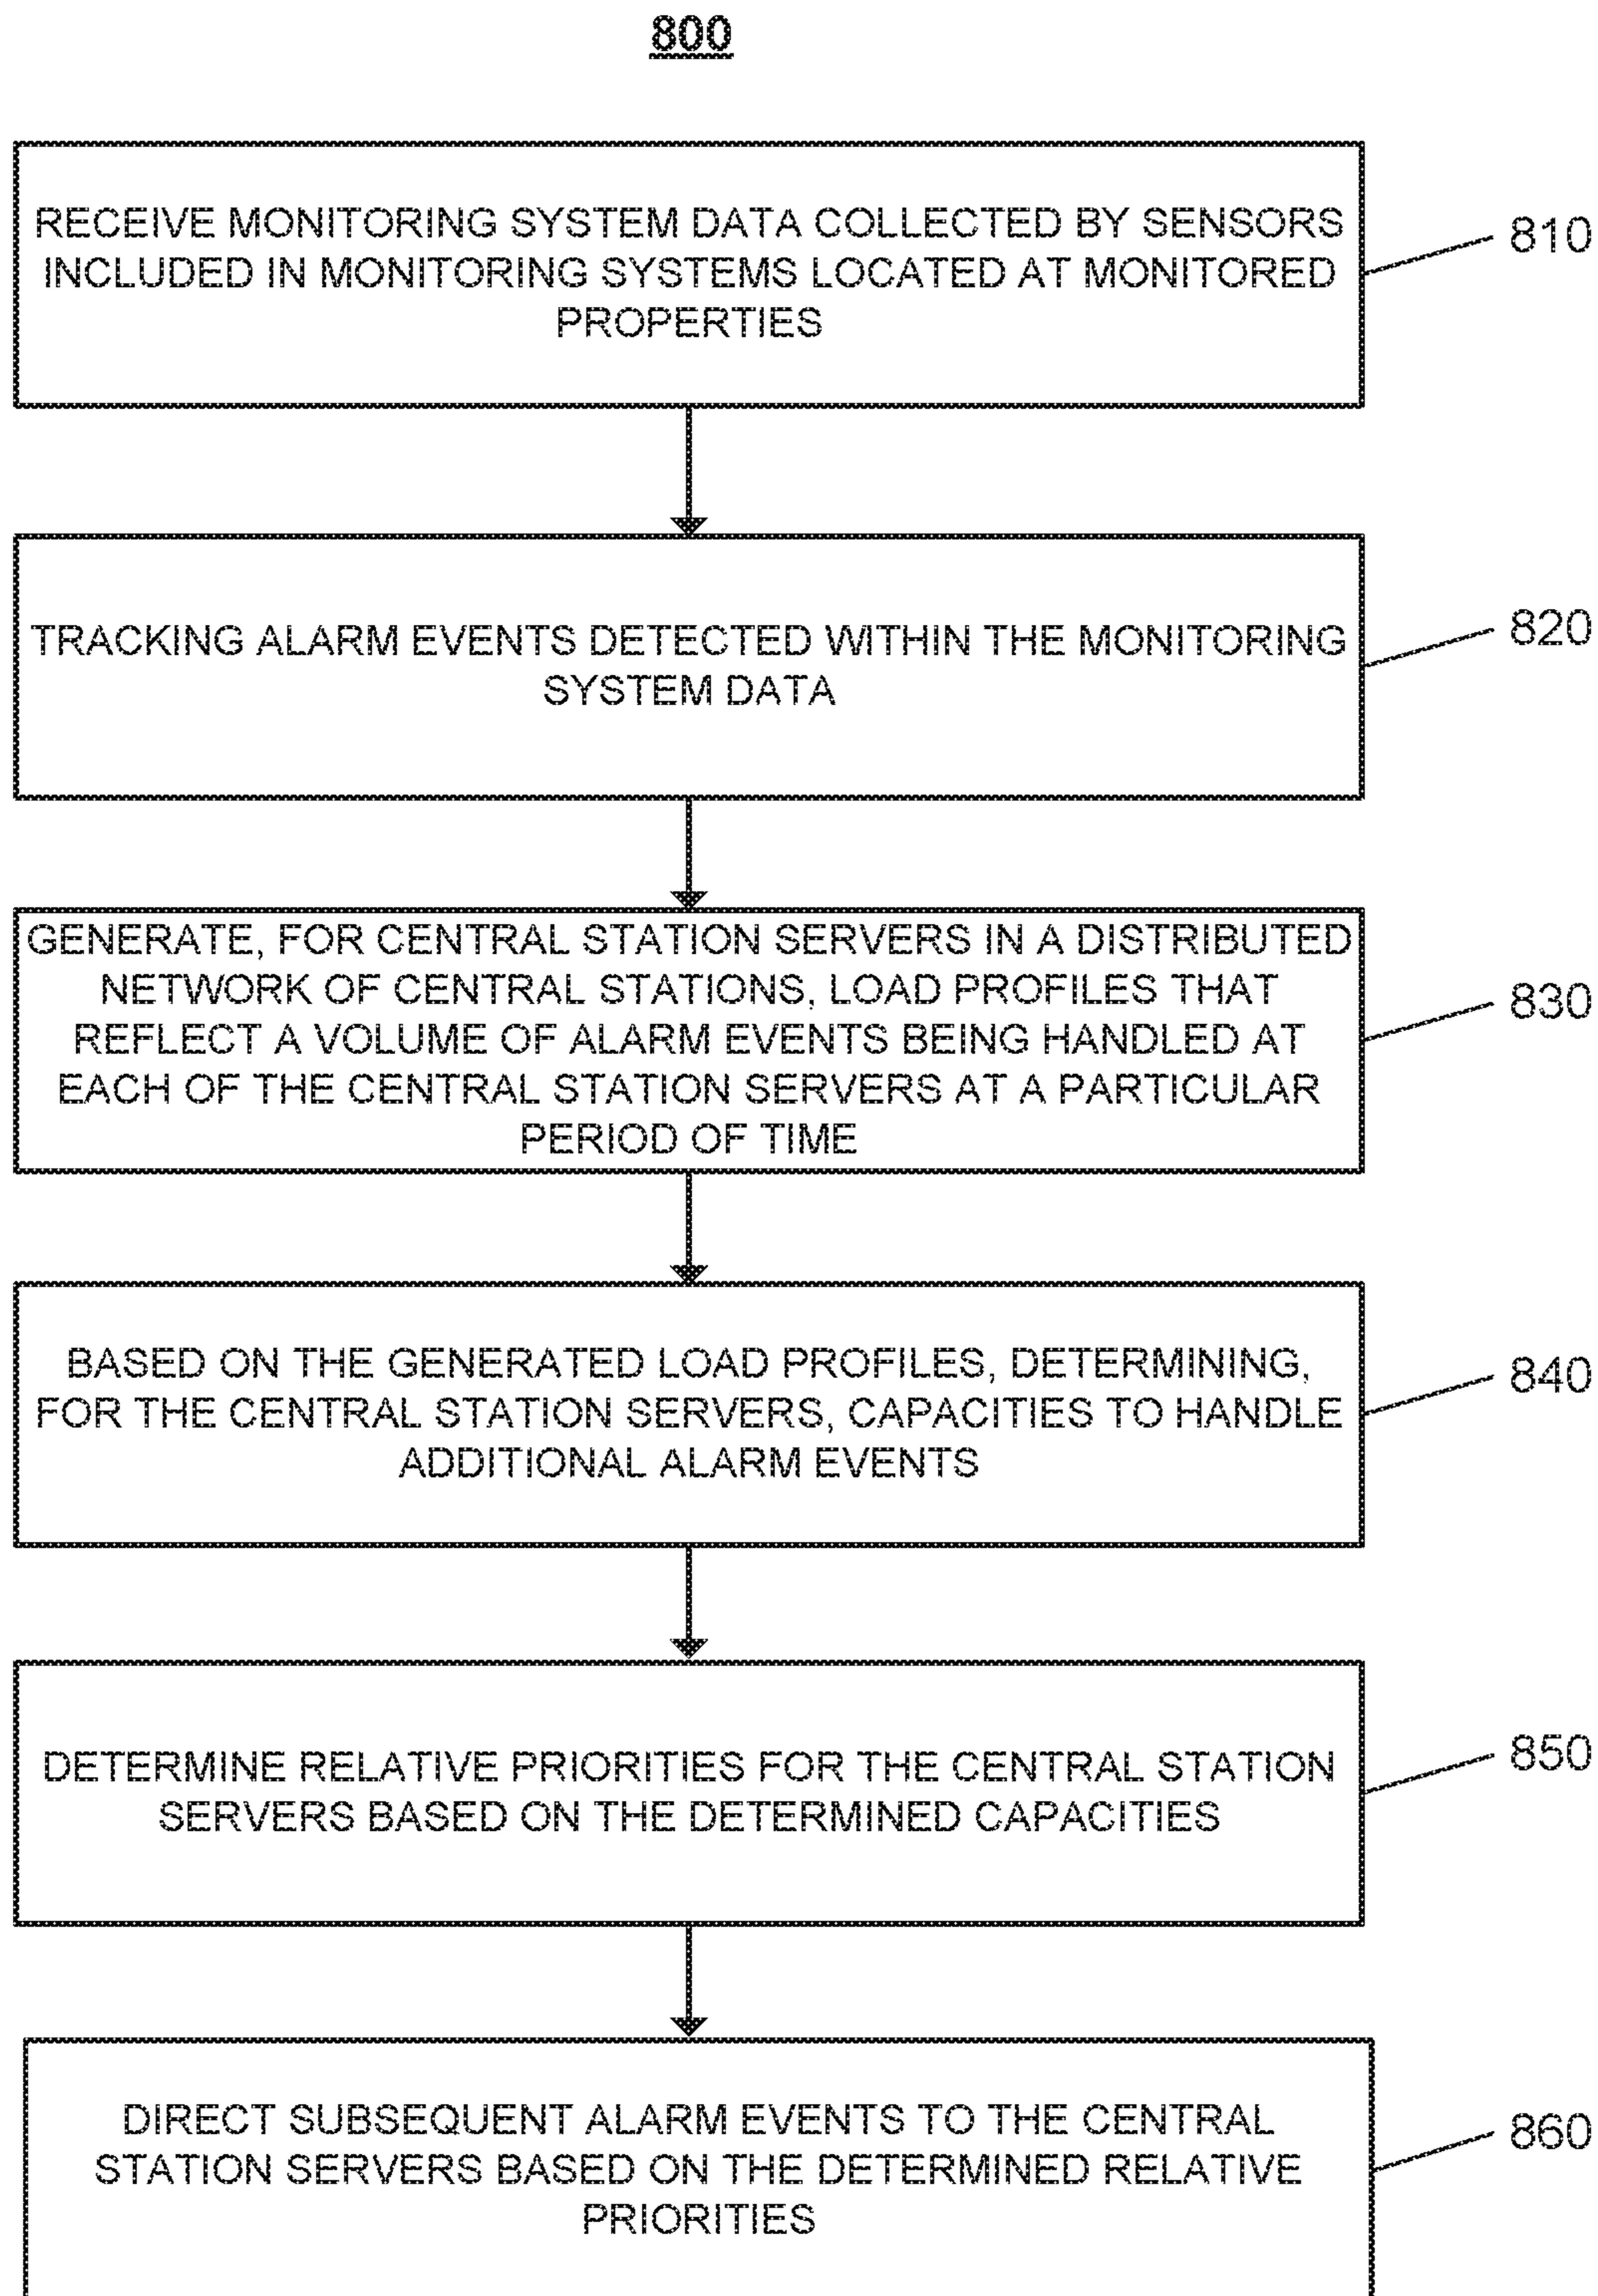 800
RECEIVE MONITORING SYSTEM DATA COLLECTED BY SENSORS
INCLUDED IN MONITORING SYSTEMS LOCATED AT MONITORED
PROPERTIES
810
TRACKING ALARM EVENTS DETECTED WITHIN THE MONITORING
SYSTEM DATA
820
GENERATE, FOR CENTRAL STATION SERVERS IN A DISTRIBUTED
NETWORK OF CENTRAL STATIONS, LOAD PROFILES THAT
REFLECT A VOLUME OF ALARM EVENTS BEING HANDLED AT
EACH OF THE CENTRAL STATION SERVERS AT A PARTICULAR
PERIOD OF TIME
830
BASED ON THE GENERATED LOAD PROFILES, DETERMINING,
FOR THE CENTRAL STATION SERVERS, CAPACITIES TO HANDLE
ADDITIONAL ALARM EVENTS
840
DETERMINE RELATIVE PRIORITIES FOR THE CENTRAL STATION
SERVERS BASED ON THE DETERMINED CAPACITIES
850
DIRECT SUBSEQUENT ALARM EVENTS TO THE CENTRAL
STATION SERVERS BASED ON THE DETERMINED RELATIVE
PRIORITIES
860